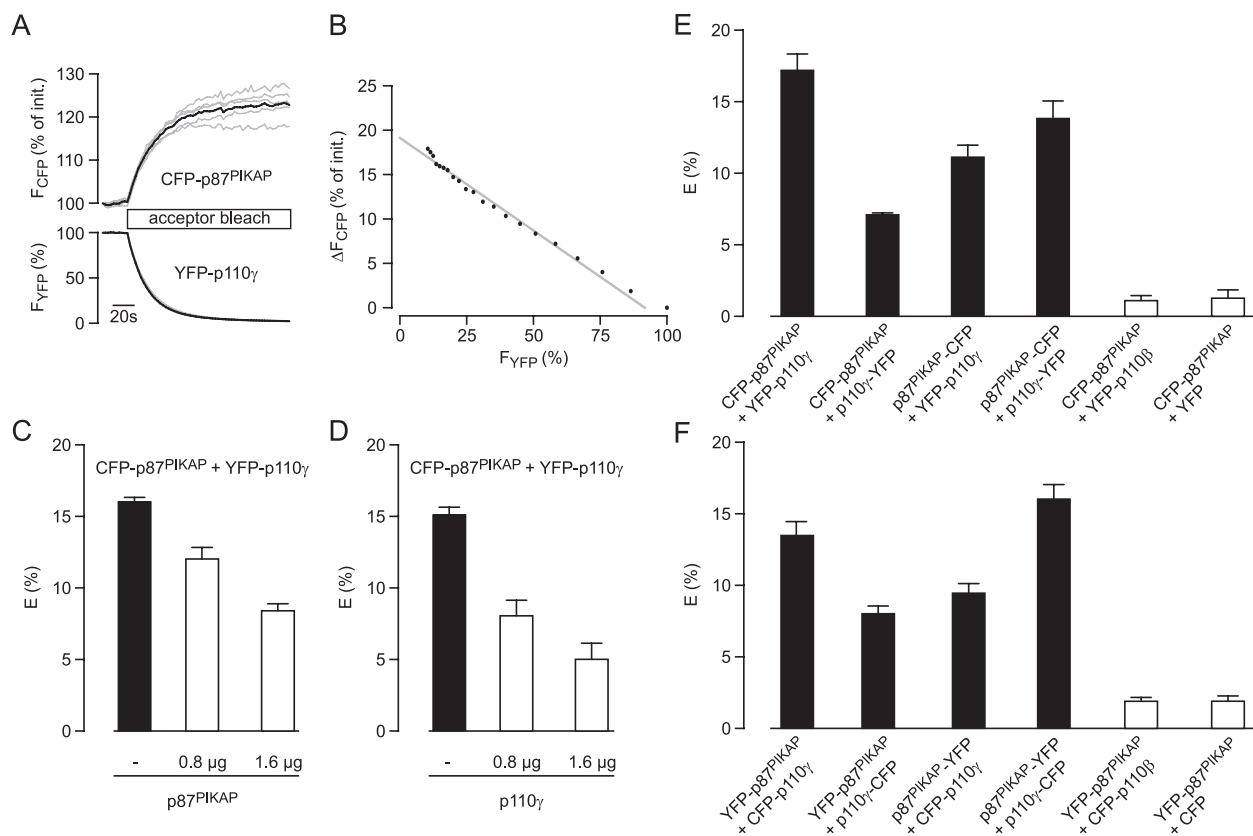 A
F_CFP (% of init.)
130
120
110
100
CFP-p87^PIKAP
acceptor bleach
F_YFP (%)
100
50
0
YFP-p110γ
20s
B
ΔF_CFP (% of init.)
25
20
15
10
5
0
0 25 50 75 100
F_YFP (%)
C
E (%)
20
15
10
5
0
CFP-p87^PIKAP + YFP-p110γ
- 0.8 µg 1.6 µg
p87^PIKAP
D
E (%)
20
15
10
5
0
CFP-p87^PIKAP + YFP-p110γ
- 0.8 µg 1.6 µg
p110γ
E
E (%)
20
15
10
5
0
CFP-p87^PIKAP
+ YFP-p110γ
CFP-p87^PIKAP
+ p110γ-YFP
p87^PIKAP-CFP
+ YFP-p110γ
p87^PIKAP-CFP
+ p110γ-YFP
CFP-p87^PIKAP
+ YFP-p110β
CFP-p87^PIKAP
+ YFP
F
E (%)
20
15
10
5
0
YFP-p87^PIKAP
+ CFP-p110γ
YFP-p87^PIKAP
+ p110γ-CFP
p87^PIKAP-YFP
+ CFP-p110γ
p87^PIKAP-YFP
+ p110γ-CFP
YFP-p87^PIKAP
+ CFP-p110β
YFP-p87^PIKAP
+ CFP